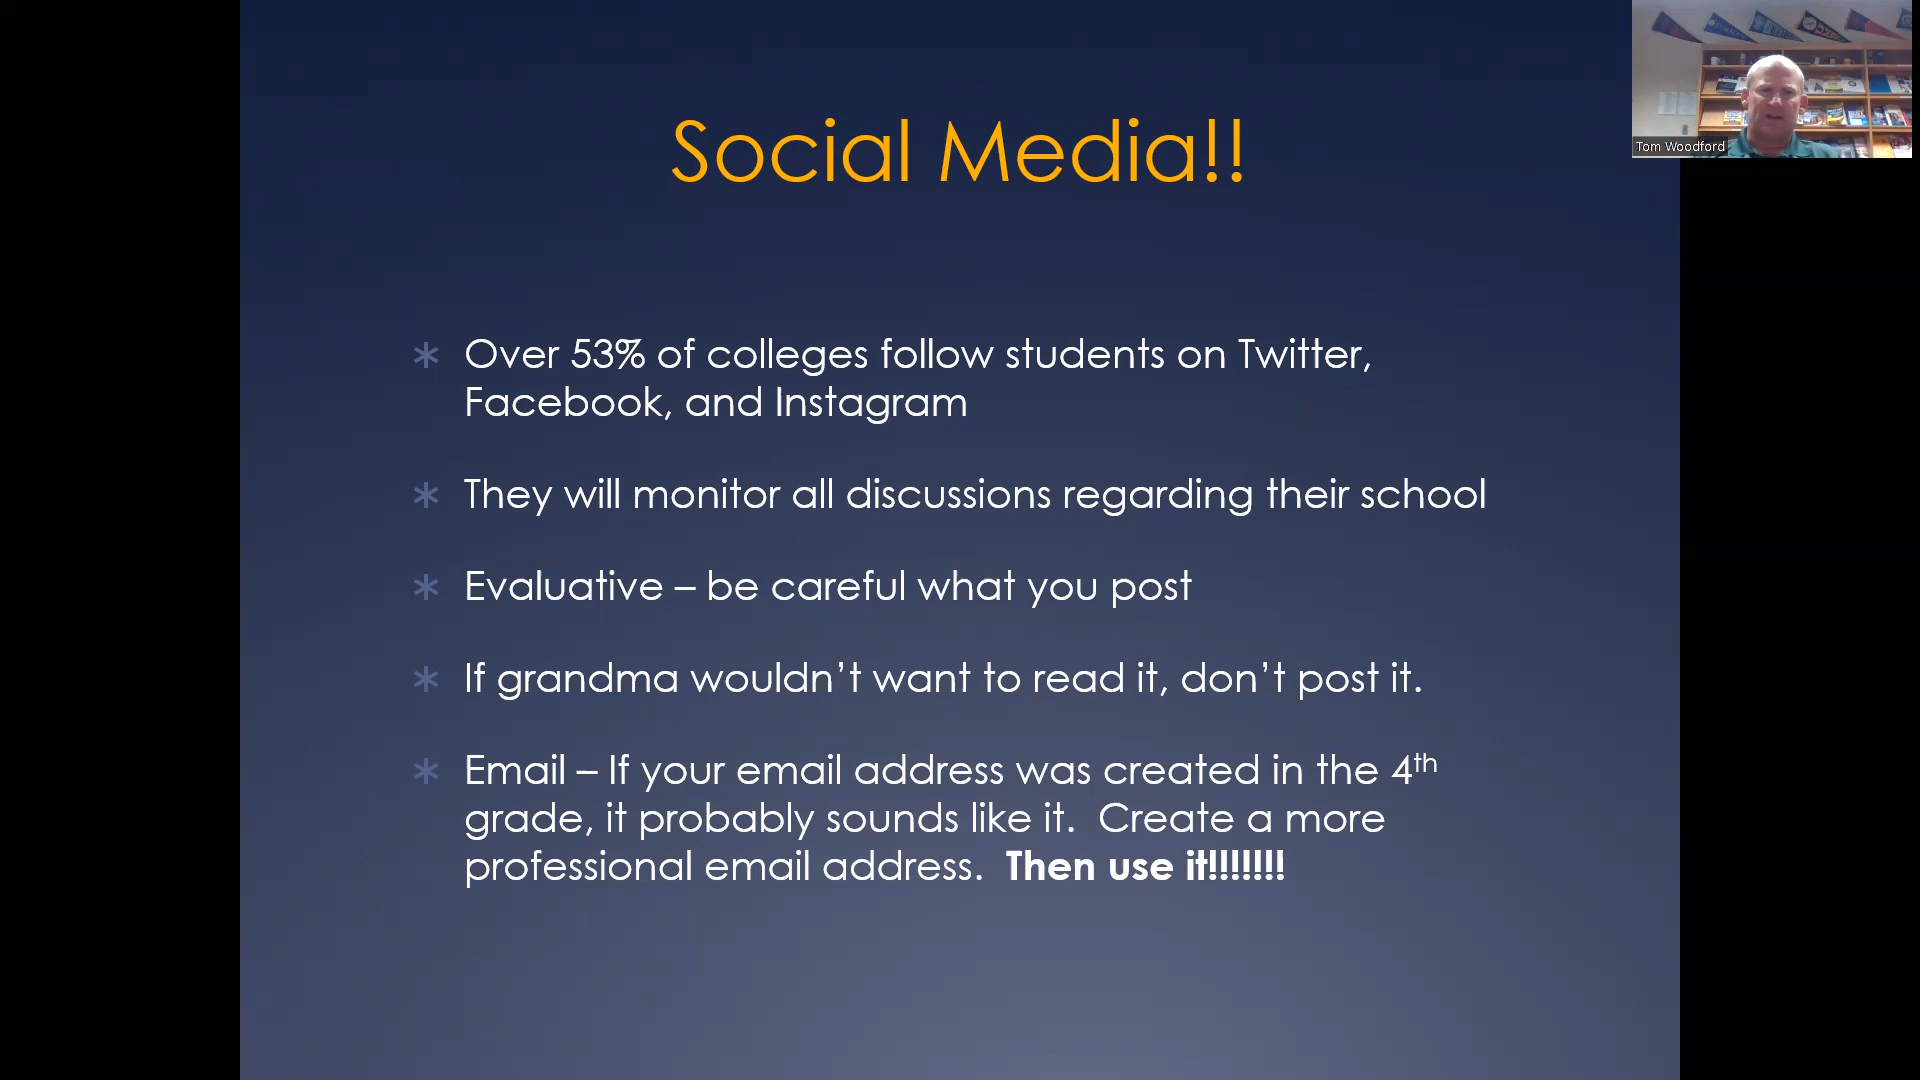 Social Media!!
Tom Woodford
Over 53% of colleges follow students on Twitter,
Facebook, and Instagram
They will monitor all discussions regarding their school
Evaluative – be careful what you post
If grandma wouldn’t want to read it, don’t post it.
Email – If your email address was created in the 4th
grade, it probably sounds like it.  Create a more
professional email address.  Then use it!!!!!!!